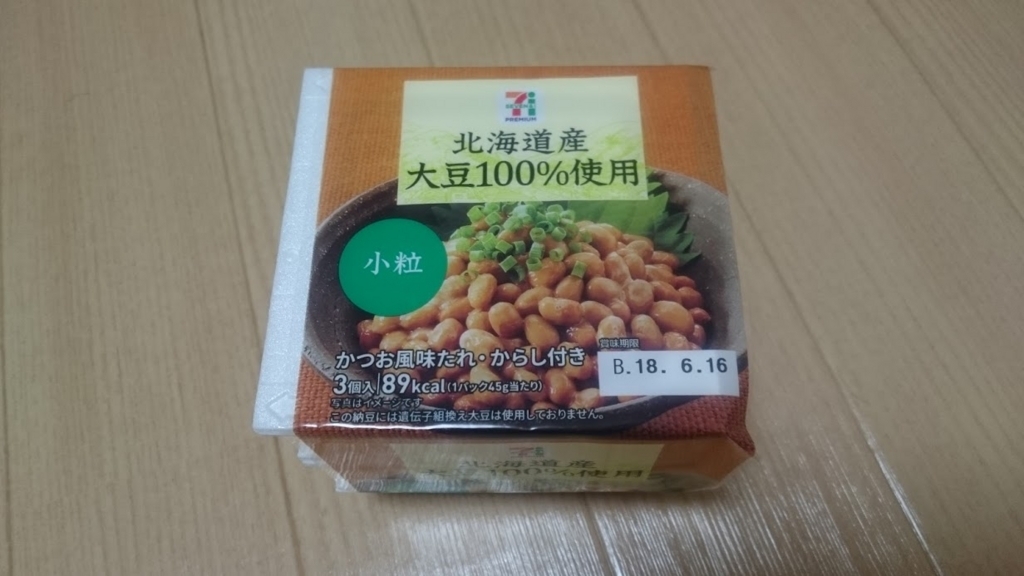 7
SEVEN & i
PREMIUM
北海道産
大豆100%使用
小粒
かつお風味たれ・からし付き
3個入 89kcal(1パック45g当たり)
写真はイメージです
この納豆には遺伝子組換え大豆は使用しておりません。
賞味期限
B.18. 6.16
北海道産
大豆100%使用